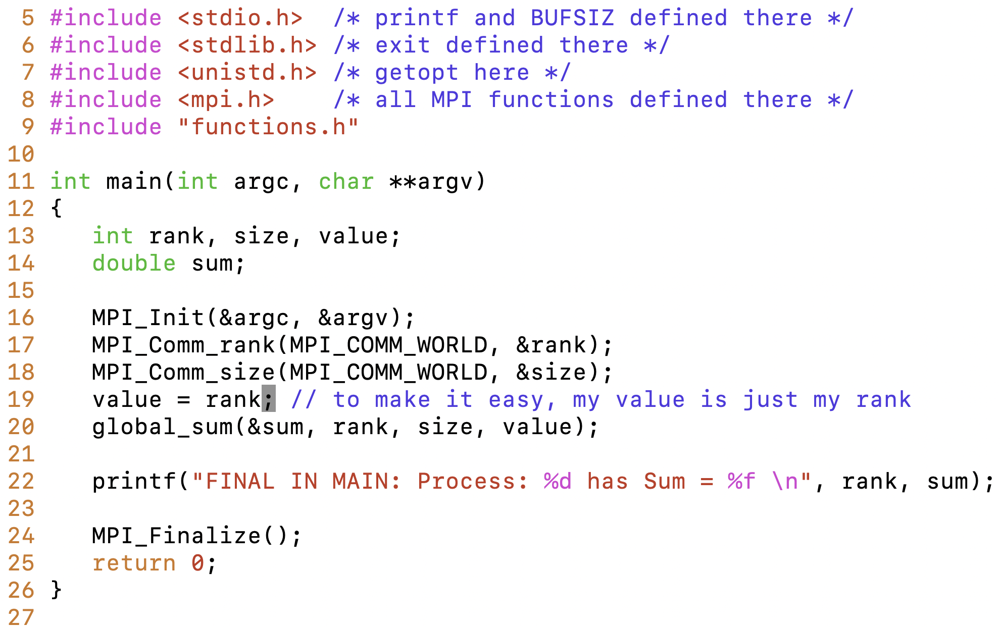 5 #include <stdio.h>  /* printf and BUFSIZ defined there */
6 #include <stdlib.h> /* exit defined there */
7 #include <unistd.h> /* getopt here */
8 #include <mpi.h>    /* all MPI functions defined there */
9 #include "functions.h"
10
11 int main(int argc, char **argv)
12 {
13    int rank, size, value;
14    double sum;
15
16    MPI_Init(&argc, &argv);
17    MPI_Comm_rank(MPI_COMM_WORLD, &rank);
18    MPI_Comm_size(MPI_COMM_WORLD, &size);
19    value = rank; // to make it easy, my value is just my rank
20    global_sum(&sum, rank, size, value);
21
22    printf("FINAL IN MAIN: Process: %d has Sum = %f \n", rank, sum);
23
24    MPI_Finalize();
25    return 0;
26 }
27